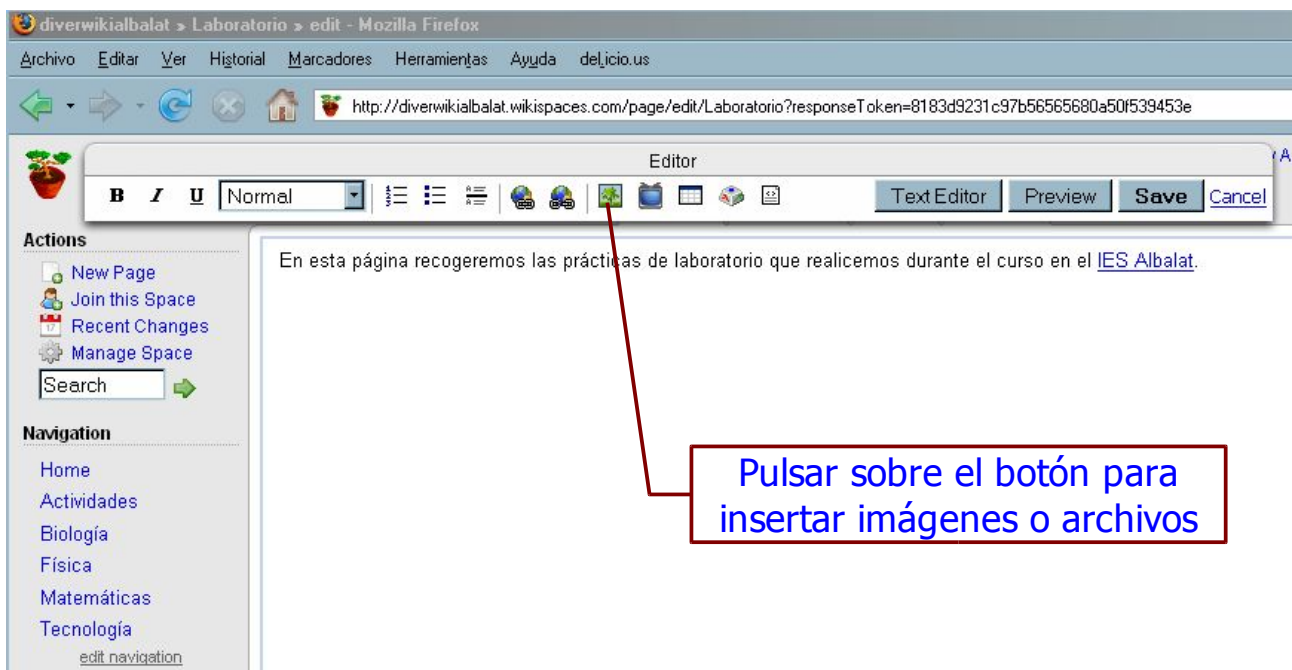 diverwikialbalat » Laboratorio » edit - Mozilla Firefox
Archivo Editar Ver Historial Marcadores Herramientas Ayuda del.icio.us
http://diverwikialbalat.wikispaces.com/page/edit/Laboratorio?responseToken=8183d9231c97b56565680a50f539453e
Editor
B I U Normal Text Editor Preview Save Cancel
Actions
New Page
Join this Space
Recent Changes
Manage Space
Search
Navigation
Home
Actividades
Biología
Física
Matemáticas
Tecnología
edit navigation
En esta página recogeremos las prácticas de laboratorio que realicemos durante el curso en el IES Albalat.
Pulsar sobre el botón para
insertar imágenes o archivos